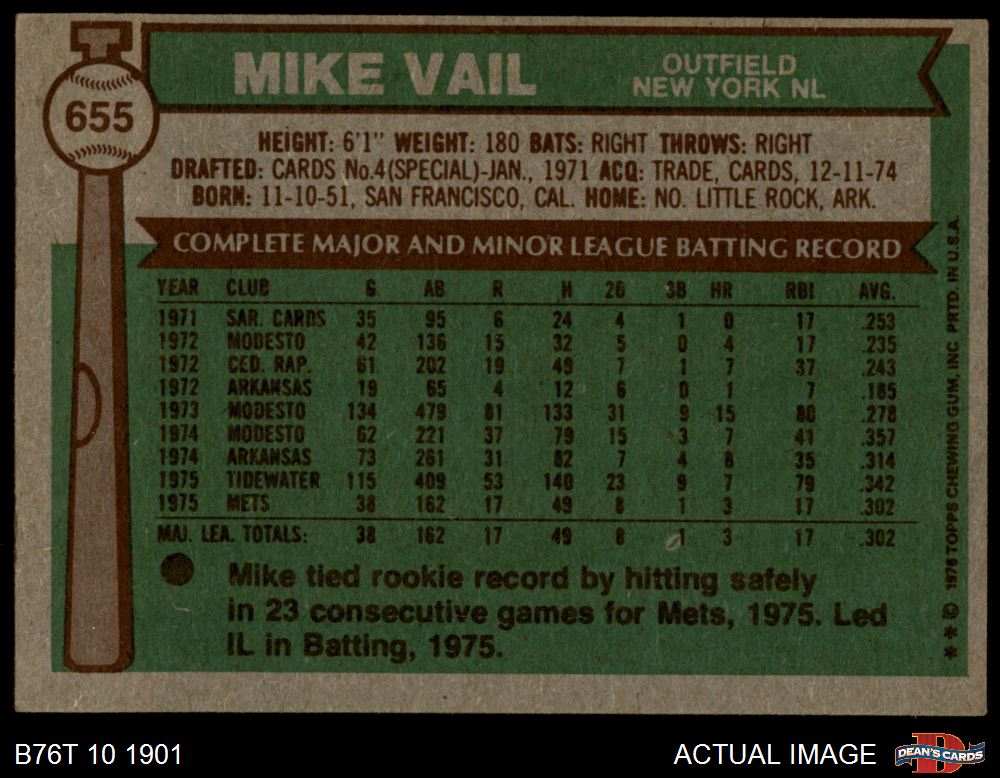 655
MIKE VAIL
OUTFIELD
NEW YORK NL
HEIGHT: 6'1" WEIGHT: 180 BATS: RIGHT THROWS: RIGHT
DRAFTED: CARDS No.4(SPECIAL)-JAN., 1971 ACQ: TRADE, CARDS, 12-11-74
BORN: 11-10-51, SAN FRANCISCO, CAL. HOME: NO. LITTLE ROCK, ARK.
COMPLETE MAJOR AND MINOR LEAGUE BATTING RECORD
YEAR CLUB G AB R H 2B 3B HR RBI AVG.
1971 SAR. CARDS 35 95 6 24 4 1 0 17 .253
1972 MODESTO 42 136 15 32 5 0 4 17 .235
1972 CED. RAP. 61 202 19 49 7 1 7 37 .243
1972 ARKANSAS 19 65 4 12 6 0 1 7 .185
1973 MODESTO 134 479 81 133 31 9 15 80 .278
1974 MODESTO 62 221 37 79 15 3 7 41 .357
1974 ARKANSAS 73 261 31 82 7 4 8 35 .314
1975 TIDEWATER 115 409 53 140 23 9 7 79 .342
1975 METS 38 162 17 49 8 1 3 17 .302
MAJ. LEA. TOTALS: 38 162 17 49 8 1 3 17 .302
Mike tied rookie record by hitting safely
in 23 consecutive games for Mets, 1975. Led
IL in Batting, 1975.
** © 1976 TOPPS CHEWING GUM, INC. PRTD. IN U.S.A.
B76T 10 1901
ACTUAL IMAGE
D
DEAN'S CARDS